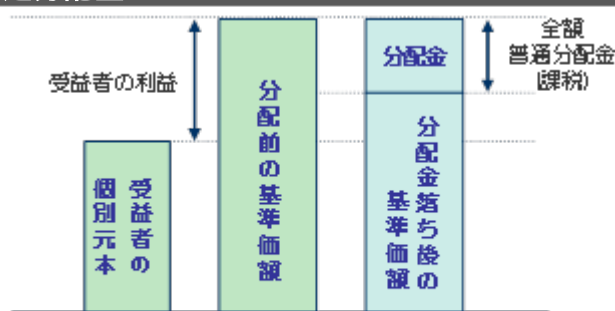 受益者の利益
受益者の
個別元本
分配前の基準価額
分配金
分配金落ち後の
基準価額
全額
普通分配金
(課税)